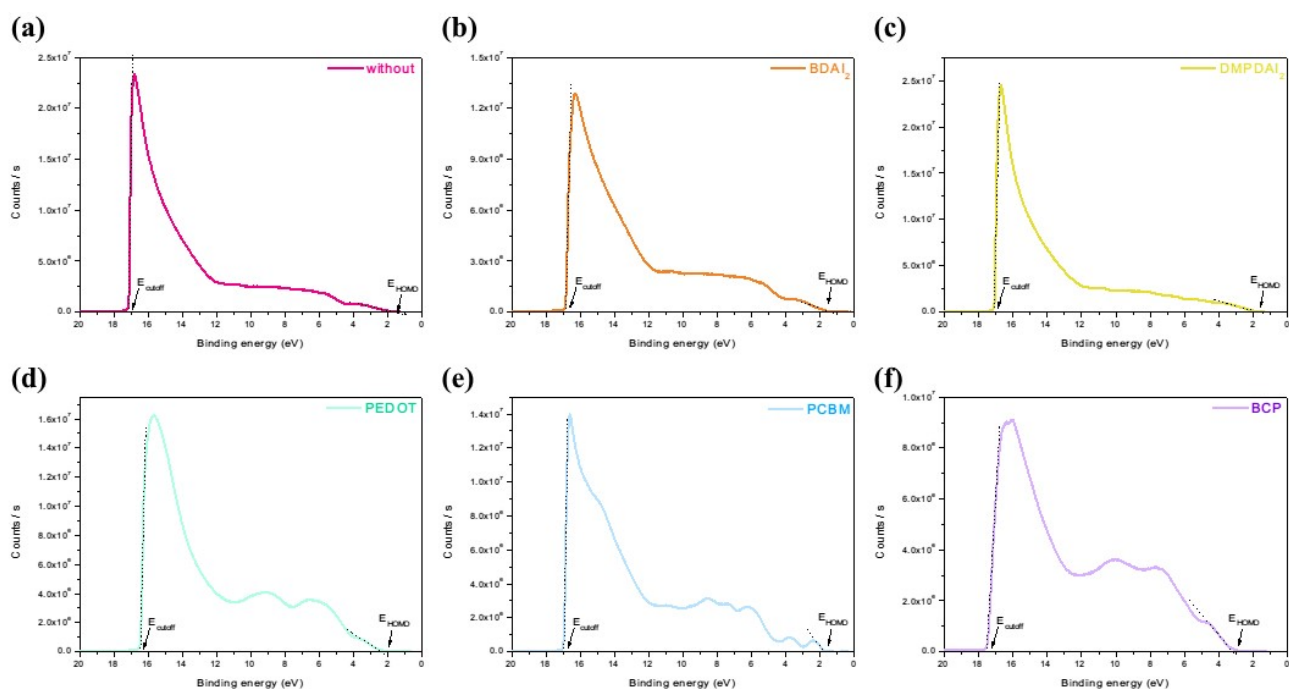 (a)
without
2.5x10⁷
2.0x10⁷
1.5x10⁷
1.0x10⁷
5.0x10⁶
0.0
Counts / s
E_cutoff
E_HOMO
20 18 16 14 12 10 8 6 4 2 0
Binding energy (eV)
(b)
BDAI₂
1.5x10⁷
1.2x10⁷
9.0x10⁶
6.0x10⁶
3.0x10⁶
0.0
Counts / s
E_cutoff
E_HOMO
20 18 16 14 12 10 8 6 4 2 0
Binding energy (eV)
(c)
DMPDAI₂
2.5x10⁷
2.0x10⁷
1.5x10⁷
1.0x10⁷
5.0x10⁶
0.0
Counts / s
E_cutoff
E_HOMO
20 18 16 14 12 10 8 6 4 2 0
Binding energy (eV)
(d)
PEDOT
1.6x10⁷
1.4x10⁷
1.2x10⁷
1.0x10⁷
8.0x10⁶
6.0x10⁶
4.0x10⁶
2.0x10⁶
0.0
Counts / s
E_cutoff
E_HOMO
20 18 16 14 12 10 8 6 4 2 0
Binding energy (eV)
(e)
PCBM
1.4x10⁷
1.2x10⁷
1.0x10⁷
8.0x10⁶
6.0x10⁶
4.0x10⁶
2.0x10⁶
0.0
Counts / s
E_cutoff
E_HOMO
20 18 16 14 12 10 8 6 4 2 0
Binding energy (eV)
(f)
BCP
1.0x10⁷
8.0x10⁶
6.0x10⁶
4.0x10⁶
2.0x10⁶
0.0
Counts / s
E_cutoff
E_HOMO
20 18 16 14 12 10 8 6 4 2 0
Binding energy (eV)